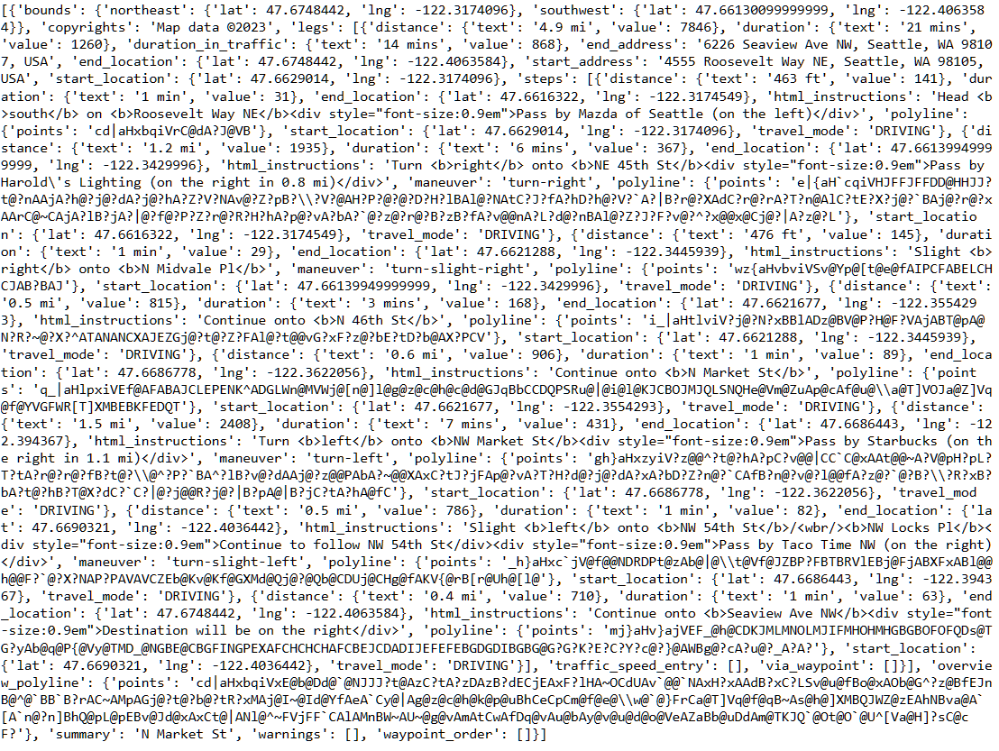 [{'bounds': {'northeast': {'lat': 47.6748442, 'lng': -122.3174096}, 'southwest': {'lat': 47.66130099999999, 'lng': -122.406358
4}}, 'copyrights': 'Map data ©2023', 'legs': [{'distance': {'text': '4.9 mi', 'value': 7846}, 'duration': {'text': '21 mins',
'value': 1260}, 'duration_in_traffic': {'text': '14 mins', 'value': 868}, 'end_address': '6226 Seaview Ave NW, Seattle, WA 9810
7, USA', 'end_location': {'lat': 47.6748442, 'lng': -122.4063584}, 'start_address': '4555 Roosevelt Way NE, Seattle, WA 98105,
USA', 'start_location': {'lat': 47.6629014, 'lng': -122.3174096}, 'steps': [{'distance': {'text': '463 ft', 'value': 141}, 'dur
ation': {'text': '1 min', 'value': 31}, 'end_location': {'lat': 47.6616322, 'lng': -122.3174549}, 'html_instructions': 'Head <b
>south</b> on <b>Roosevelt Way NE</b><div style="font-size:0.9em">Pass by Mazda of Seattle (on the left)</div>', 'polyline':
{'points': 'cd|aHxbqiVrC@dA?J@VB'}, 'start_location': {'lat': 47.6629014, 'lng': -122.3174096}, 'travel_mode': 'DRIVING'}, {'di
stance': {'text': '1.2 mi', 'value': 1935}, 'duration': {'text': '6 mins', 'value': 367}, 'end_location': {'lat': 47.6613994999
9999, 'lng': -122.3429996}, 'html_instructions': 'Turn <b>right</b> onto <b>NE 45th St</b><div style="font-size:0.9em">Pass by
Harold\'s Lighting (on the right in 0.8 mi)</div>', 'maneuver': 'turn-right', 'polyline': {'points': 'e|{aH`cqiVHJFFJFFDD@HHJJ?
t@?nAAjA?h@?j@?dA?j@?hA?Z?V?NAv@?Z?pB?\\?V?@AH?P?@?@?D?H?lBAl@?NAtC?J?fA?hD?h@?V?`A?|B?r@?XAdC?r@?rA?T?n@AlC?tE?X?j@?`BAj@?r@?x
AArC@~CAjA?lB?jA?|@?f@?P?Z?r@?R?H?hA?p@?vA?bA?`@?z@?r@?B?zB?fA?v@@nA?L?d@?nBAl@?Z?J?F?v@?^?x@@x@Cj@?|A?z@?L'}, 'start_locatio
n': {'lat': 47.6616322, 'lng': -122.3174549}, 'travel_mode': 'DRIVING'}, {'distance': {'text': '476 ft', 'value': 145}, 'durati
on': {'text': '1 min', 'value': 29}, 'end_location': {'lat': 47.6621288, 'lng': -122.3445939}, 'html_instructions': 'Slight <b>
right</b> onto <b>N Midvale Pl</b>', 'maneuver': 'turn-slight-right', 'polyline': {'points': 'wz{aHvbviVSv@Yp@[t@e@fAIPCFABELCH
CJAB?BAJ'}, 'start_location': {'lat': 47.66139949999999, 'lng': -122.3429996}, 'travel_mode': 'DRIVING'}, {'distance': {'text':
'0.5 mi', 'value': 815}, 'duration': {'text': '3 mins', 'value': 168}, 'end_location': {'lat': 47.6621677, 'lng': -122.355429
3}, 'html_instructions': 'Continue onto <b>N 46th St</b>', 'polyline': {'points': 'i_|aHtlviV?j@?N?xBBlADz@BV@P?H@F?VAjABT@pA@
N?R?~@?X?^ATANANCXAJEZGj@?t@?Z?FAl@?t@@vG?xF?z@?bE?tD?b@AX?PCV'}, 'start_location': {'lat': 47.6621288, 'lng': -122.3445939},
'travel_mode': 'DRIVING'}, {'distance': {'text': '0.6 mi', 'value': 906}, 'duration': {'text': '1 min', 'value': 89}, 'end_loca
tion': {'lat': 47.6686778, 'lng': -122.3622056}, 'html_instructions': 'Continue onto <b>N Market St</b>', 'polyline': {'point
s': 'q_|aHlpxiVEf@AFABAJCLEPENK^ADGLWn@MVWj@[n@]l@g@z@c@h@c@d@GJqBbCCDQPSRu@|@i@l@KJCBOJMJQLSNQHe@Vm@ZuAp@cAf@u@\\a@T]VOJa@Z]Vq
@f@YVGFWR[T]XMBEBKFEDQT'}, 'start_location': {'lat': 47.6621677, 'lng': -122.3554293}, 'travel_mode': 'DRIVING'}, {'distance':
{'text': '1.5 mi', 'value': 2408}, 'duration': {'text': '7 mins', 'value': 431}, 'end_location': {'lat': 47.6686443, 'lng': -12
2.394367}, 'html_instructions': 'Turn <b>left</b> onto <b>NW Market St</b><div style="font-size:0.9em">Pass by Starbucks (on th
e right in 1.1 mi)</div>', 'maneuver': 'turn-left', 'polyline': {'points': 'gh}aHxzyiV?z@@^?t@?hA?pC?v@@|CC`C@xAAt@@~A?V@pH?pL?
T?tA?r@?r@?fB?t@?\\@^?P?`BA^?lB?v@?dAAj@?z@@PAbA?~@@XAxC?tJ?jFAp@?vA?T?H?d@?j@?dA?xA?bD?Z?n@?`CAfB?n@?v@?l@@fA?z@?`@?B?\\?R?xB?
bA?t@?hB?T@X?dC?`C?|@?j@@R?j@?|B?pA@|B?jC?tA?hA@fC'}, 'start_location': {'lat': 47.6686778, 'lng': -122.3622056}, 'travel_mod
e': 'DRIVING'}, {'distance': {'text': '0.5 mi', 'value': 786}, 'duration': {'text': '1 min', 'value': 82}, 'end_location': {'la
t': 47.6690321, 'lng': -122.4036442}, 'html_instructions': 'Slight <b>left</b> onto <b>NW 54th St</b>/<wbr/><b>NW Locks Pl</b><
div style="font-size:0.9em">Continue to follow NW 54th St</div><div style="font-size:0.9em">Pass by Taco Time NW (on the right)
</div>', 'maneuver': 'turn-slight-left', 'polyline': {'points': '_h}aHxc`jV@f@@NDRDPt@zAb@|@\\t@Vf@JZBP?FBTBRVlEBj@FjABXFxABl@@
h@@F?`@?X?NAP?PAVAVCZEb@Kv@Kf@GXMd@Qj@?@Qb@CDUj@CHg@fAKV{@rB[r@Uh@[l@'}, 'start_location': {'lat': 47.6686443, 'lng': -122.3943
67}, 'travel_mode': 'DRIVING'}, {'distance': {'text': '0.4 mi', 'value': 710}, 'duration': {'text': '1 min', 'value': 63}, 'end
_location': {'lat': 47.6748442, 'lng': -122.4063584}, 'html_instructions': 'Continue onto <b>Seaview Ave NW</b><div style="font
-size:0.9em">Destination will be on the right</div>', 'polyline': {'points': 'mj}aHv}ajVEF_@h@CDKJMLMNOLMJIFMHOHMHGBGBOFOFQDs@T
G?yAb@q@P{@Vy@TMD_@NGBE@CBGFINGPEXAFCHCHCHAFCBEJCDADIJEFEFEBGDGDIBGBG@G?G?K?E?C?Y?c@?}@AWBg@?cA?u@?_A?A?'}, 'start_location':
{'lat': 47.6690321, 'lng': -122.4036442}, 'travel_mode': 'DRIVING'}], 'traffic_speed_entry': [], 'via_waypoint': []}], 'overvie
w_polyline': {'points': 'cd|aHxbqiVxE@b@Dd@`@NJJJ?t@AzC?tA?zDAzB?dECjEAxF?lHA~OCdUAv`@@`NAxH?xAAdB?xC?LSv@u@fBo@xAOb@G^?z@BfEJn
B@^@`BB`B?rAC~AMpAGj@?t@?b@?tR?xMAj@I~@Id@YfAeA`Cy@|Ag@z@c@h@k@p@uBhCeCpCm@f@e@\\w@`@}FrCa@T]Vq@f@qB~As@h@]XMBQJWZ@zEAhNBva@A`
[A`n@?n]BhQ@pL@pEBv@Jd@xAxCt@|ANl@^~FVjFF`CAlAMnBW~AU~@g@vAmAtCwAfDq@vAu@bAy@v@u@d@o@VeAZaBb@uDdAm@TKJQ`@Ot@O`@U^[Va@H]?sC@c
F?'}, 'summary': 'N Market St', 'warnings': [], 'waypoint_order': []}]